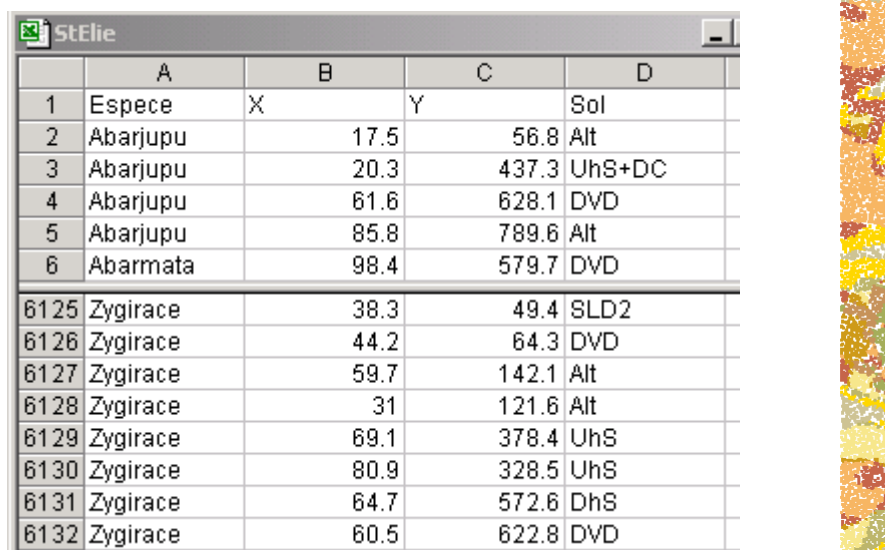 StElie
A B C D
1 Espece X Y Sol
2 Abarjupu 17.5 56.8 Alt
3 Abarjupu 20.3 437.3 UhS+DC
4 Abarjupu 61.6 628.1 DVD
5 Abarjupu 85.8 789.6 Alt
6 Abarmata 98.4 579.7 DVD
6125 Zygirace 38.3 49.4 SLD2
6126 Zygirace 44.2 64.3 DVD
6127 Zygirace 59.7 142.1 Alt
6128 Zygirace 31 121.6 Alt
6129 Zygirace 69.1 378.4 UhS
6130 Zygirace 80.9 328.5 UhS
6131 Zygirace 64.7 572.6 DhS
6132 Zygirace 60.5 622.8 DVD